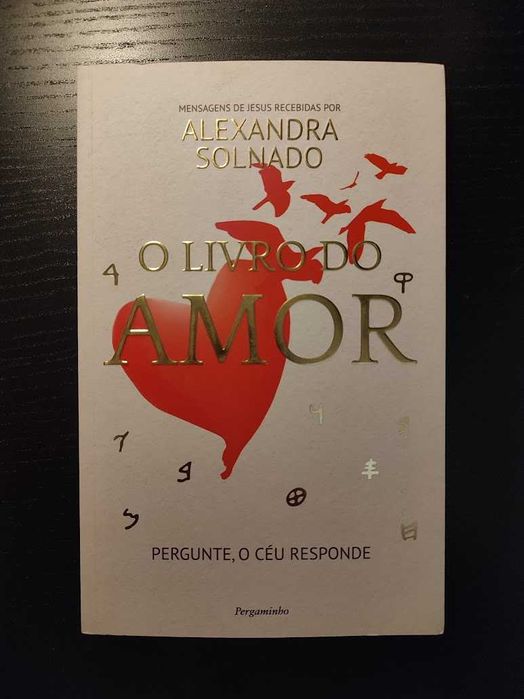 MENSAGENS DE JESUS RECEBIDAS POR
ALEXANDRA
SOLNADO
O LIVRO DO
AMOR
PERGUNTE, O CÉU RESPONDE
Pergaminho